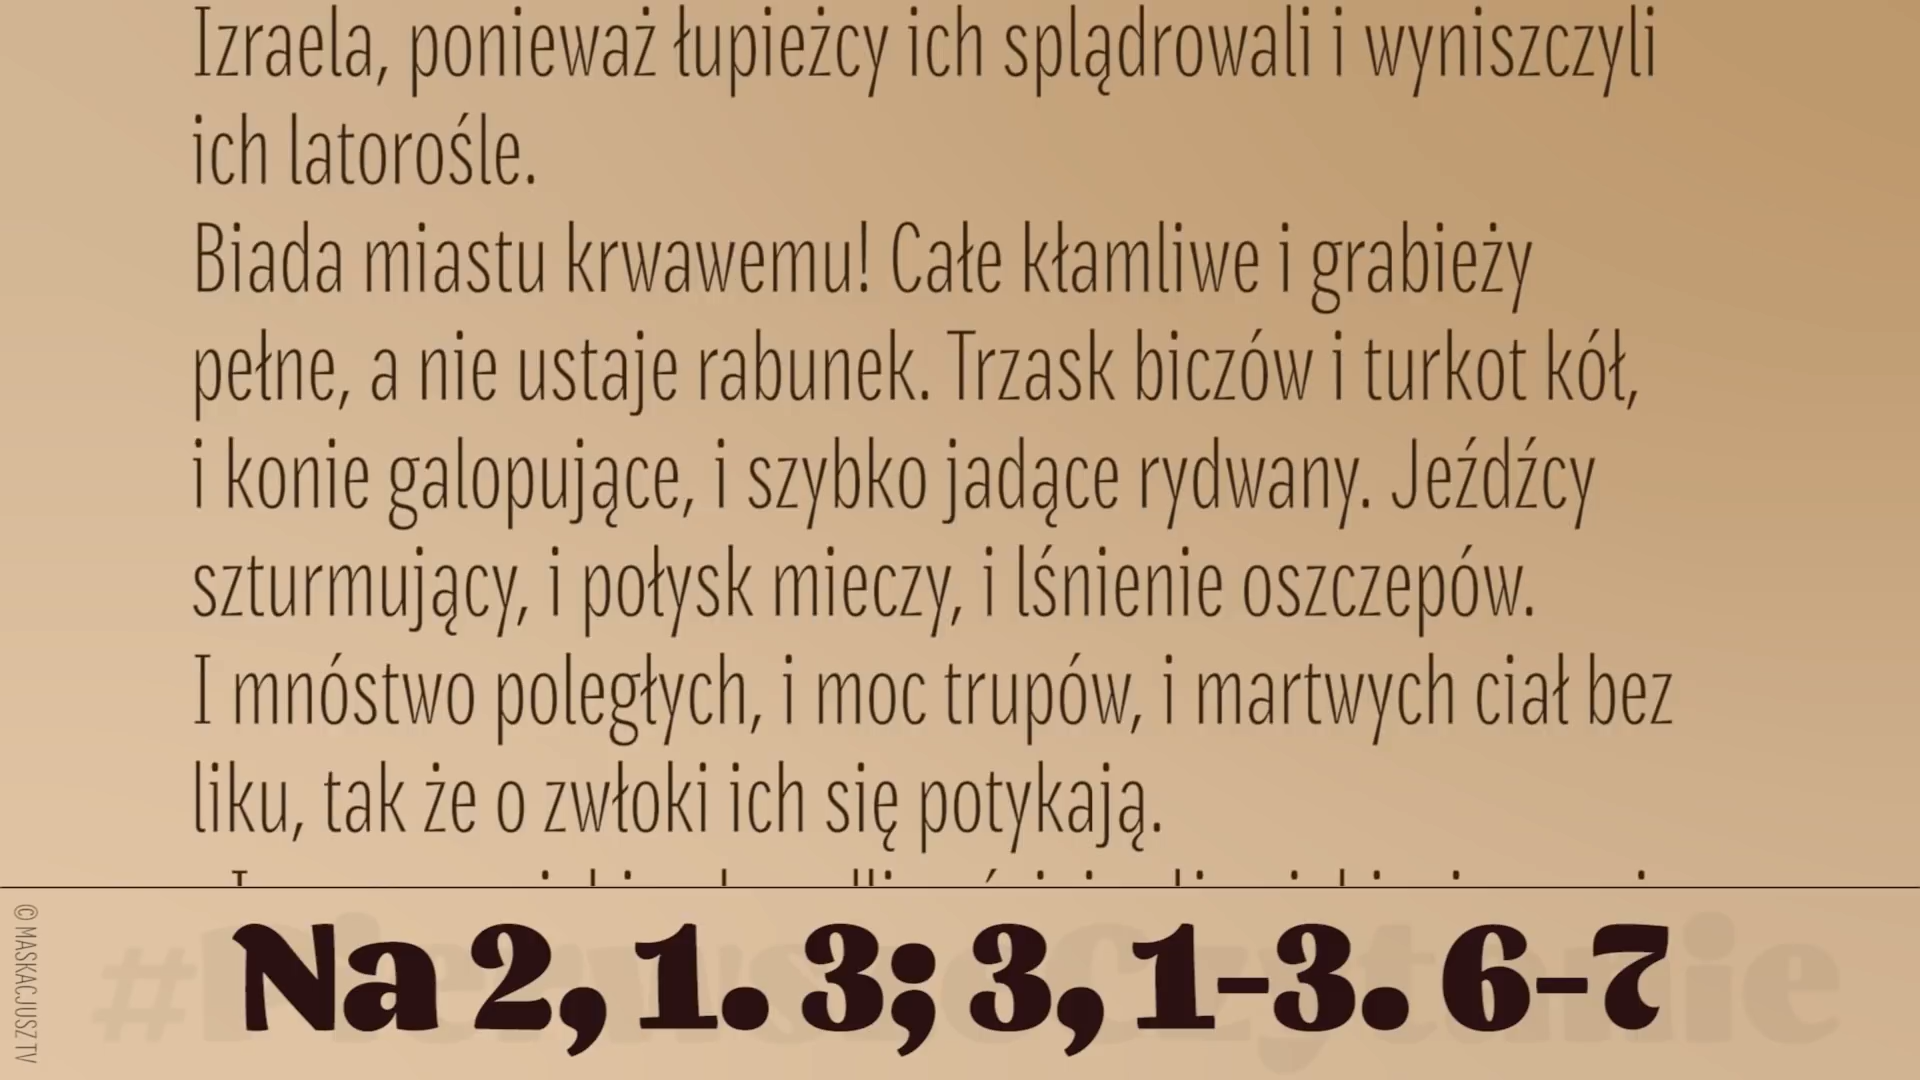 Izraela, ponieważ łupieżcy ich splądrowali i wyniszczyli
ich latorośle.
Biada miastu krwawemu! Całe kłamliwe i grabieży
pełne, a nie ustaje rabunek. Trzask biczów i turkot kół,
i konie galopujące, i szybko jadące rydwany. Jeźdźcy
szturmujący, i połysk mieczy, i lśnienie oszczepów.
I mnóstwo poległych, i moc trupów, i martwych ciał bez
liku, tak że o zwłoki ich się potykają.
#PierwszeCzytanie
Na 2, 1. 3; 3, 1-3. 6-7
© MASKACJUSZ TV